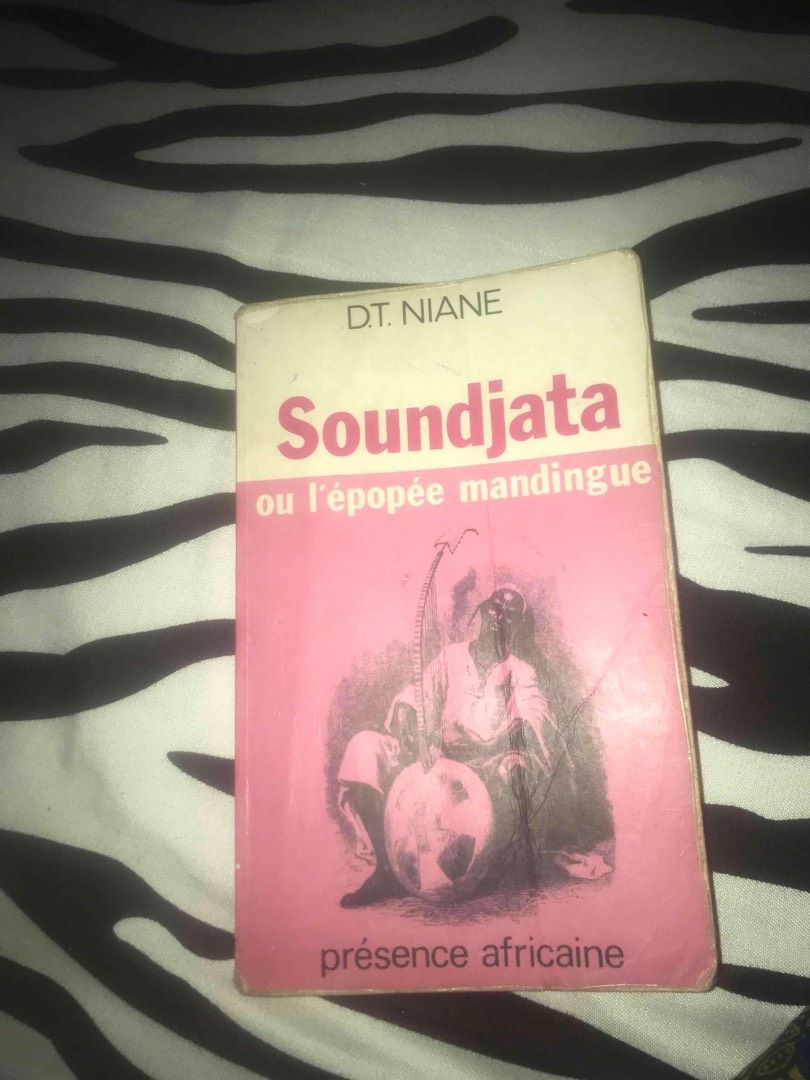 D.T. NIANE
Soundjata
ou l'épopée mandingue
présence africaine